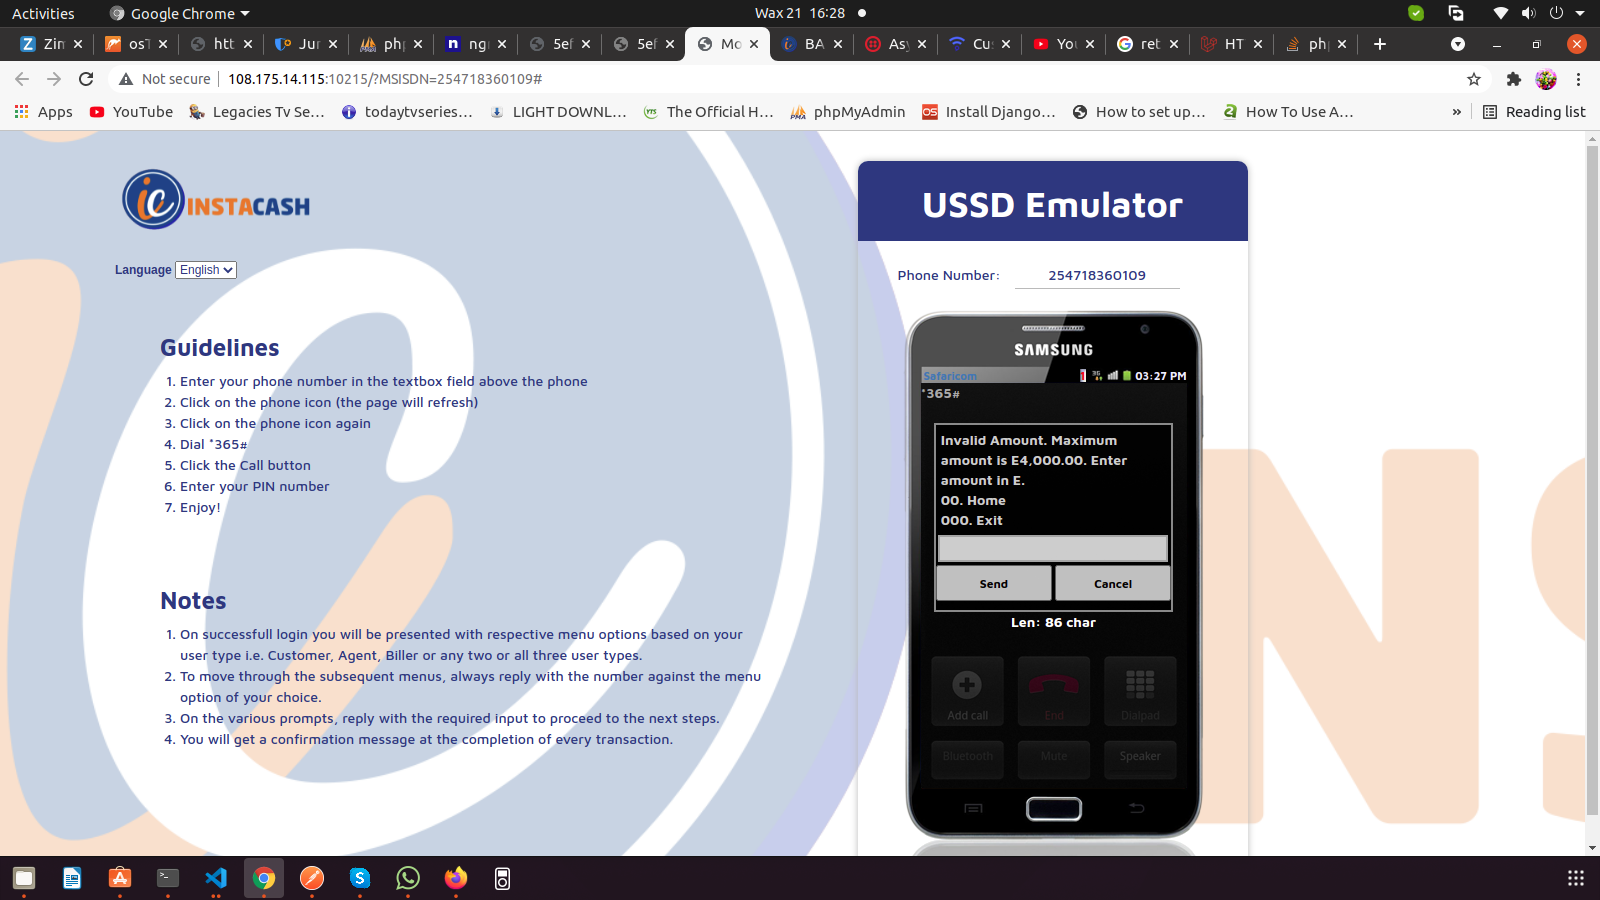 Activities
Google Chrome
Wax 21 16:28
Zim
osT
htt
Jur
php
ngr
5ef
5ef
Mo
BA
Asy
Cus
You
ret
HT
php
Not secure
108.175.14.115:10215/?MSISDN=254718360109#
Apps
YouTube
Legacies Tv Se...
todaytvseries...
LIGHT DOWNL...
The Official H...
phpMyAdmin
Install Django...
How to set up...
How To Use A...
»
Reading list
INSTACASH
Language English
Guidelines
1. Enter your phone number in the textbox field above the phone
2. Click on the phone icon (the page will refresh)
3. Click on the phone icon again
4. Dial *365#
5. Click the Call button
6. Enter your PIN number
7. Enjoy!
Notes
1. On successfull login you will be presented with respective menu options based on your
user type i.e. Customer, Agent, Biller or any two or all three user types.
2. To move through the subsequent menus, always reply with the number against the menu
option of your choice.
3. On the various prompts, reply with the required input to proceed to the next steps.
4. You will get a confirmation message at the completion of every transaction.
USSD Emulator
Phone Number: 254718360109
SAMSUNG
Safaricom
3G
03:27 PM
*365#
Invalid Amount. Maximum
amount is E4,000.00. Enter
amount in E.
00. Home
000. Exit
Send
Cancel
Len: 86 char
Add call
End
Dialpad
Bluetooth
Mute
Speaker